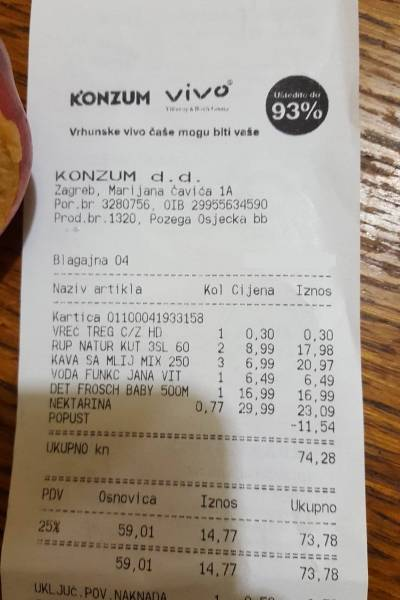 KONZUM vivo
Villeroy & Boch Group
Uštedite do
93%
Vrhunske vivo čaše mogu biti vaše
KONZUM d.d.
Zagreb, Marijana Čavića 1A
Por.br 3280756, OIB 29955634590
Prod.br.1320, Pozega Osjecka bb
Blagajna 04
Naziv artikla Kol Cijena Iznos
Kartica 01100041933158
VREĆ TREG C/Z HD 1 0,30 0,30
RUP NATUR KUT 3SL 60 2 8,99 17,98
KAVA SA MLIJ MIX 250 3 6,99 20,97
VODA FUNKC JANA VIT 1 6,49 6,49
DET FROSCH BABY 500M 1 16,99 16,99
NEKTARINA 0,77 29,99 23,09
POPUST -11,54
UKUPNO kn 74,28
PDV Osnovica Iznos Ukupno
25% 59,01 14,77 73,78
59,01 14,77 73,78
UKLJUČ.POV.NAKNADA 1